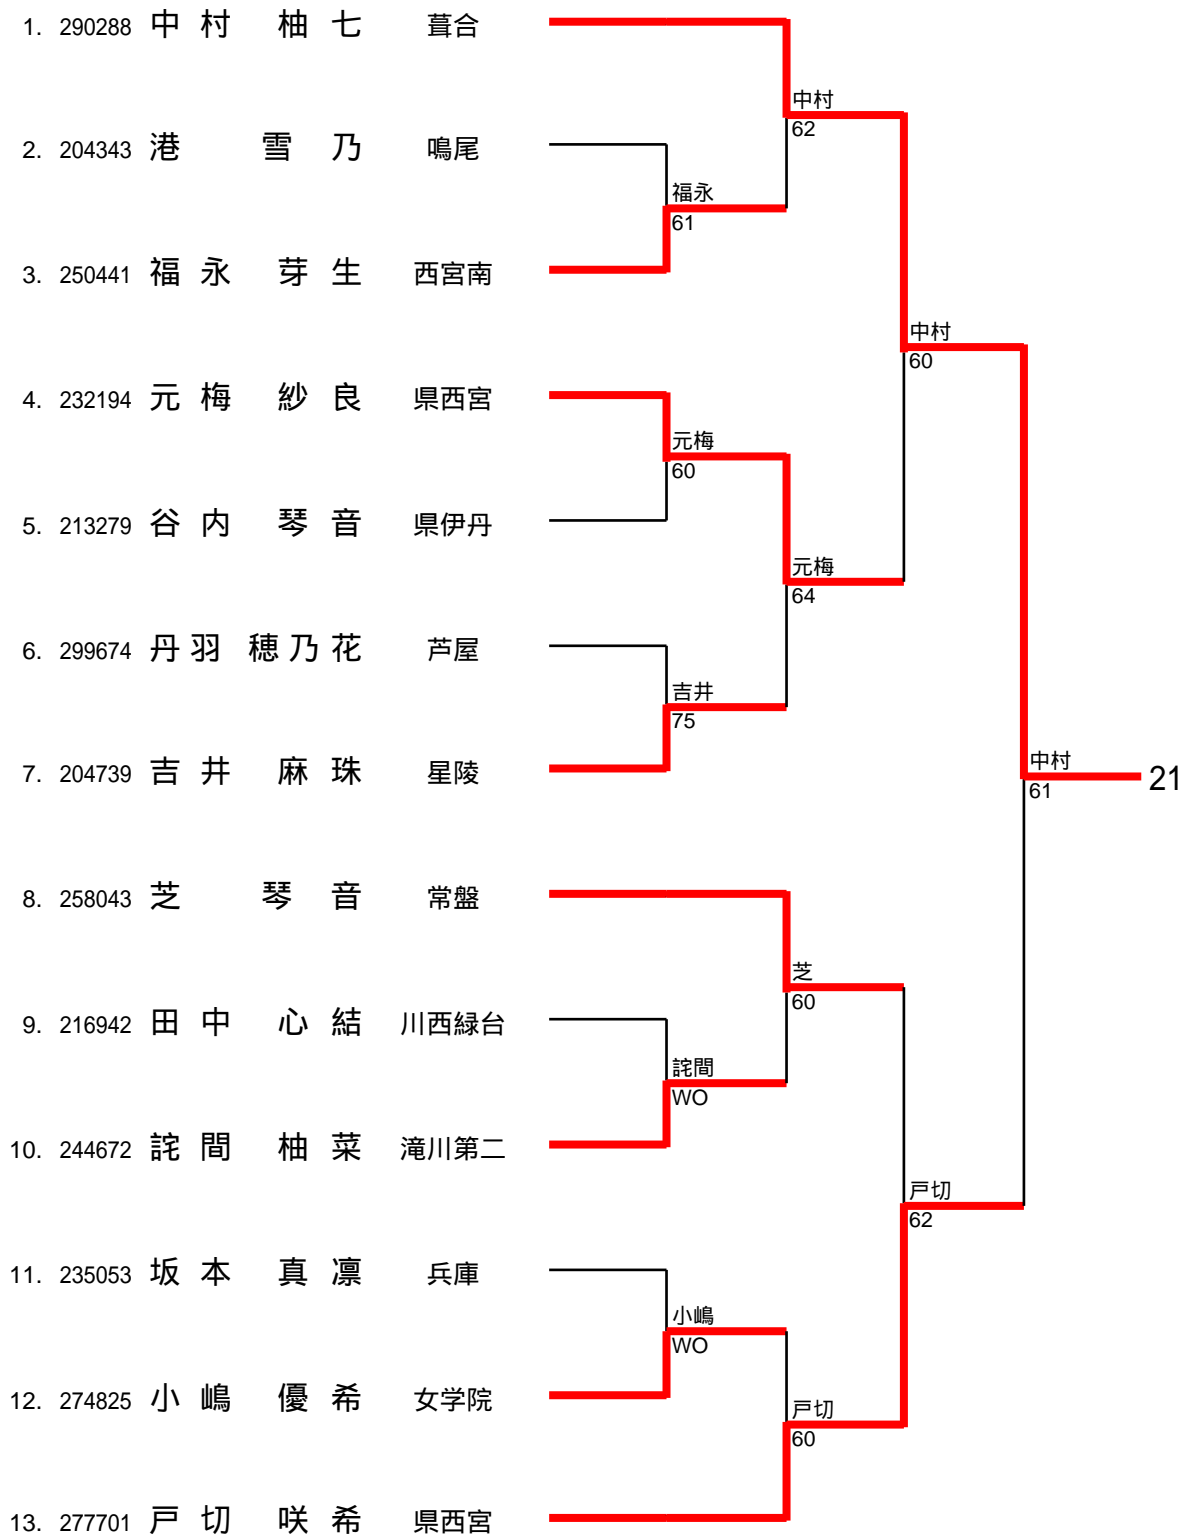 1. 290288 中村 柚七 葺合
中村
62
2. 204343 港 雪乃 鳴尾
福永
61
3. 250441 福永 芽生 西宮南
中村
60
4. 232194 元梅 紗良 県西宮
元梅
60
5. 213279 谷内 琴音 県伊丹
元梅
64
6. 299674 丹羽 穂乃花 芦屋
吉井
75
7. 204739 吉井 麻珠 星陵
中村
61
21
8. 258043 芝 琴音 常盤
芝
60
9. 216942 田中 心結 川西緑台
詫間
WO
10. 244672 詫間 柚菜 滝川第二
戸切
62
11. 235053 坂本 真凛 兵庫
小嶋
WO
12. 274825 小嶋 優希 女学院
戸切
60
13. 277701 戸切 咲希 県西宮